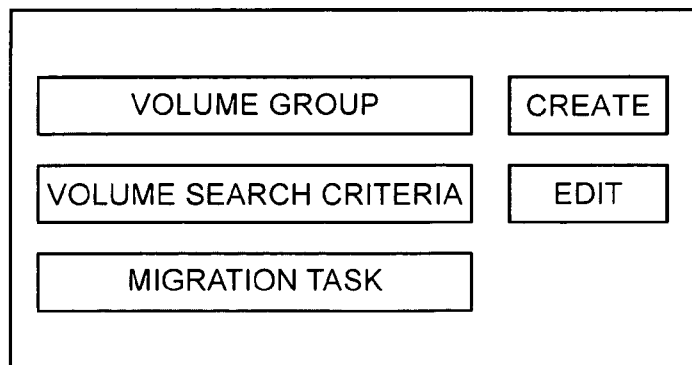 VOLUME GROUP CREATE
VOLUME SEARCH CRITERIA EDIT
MIGRATION TASK